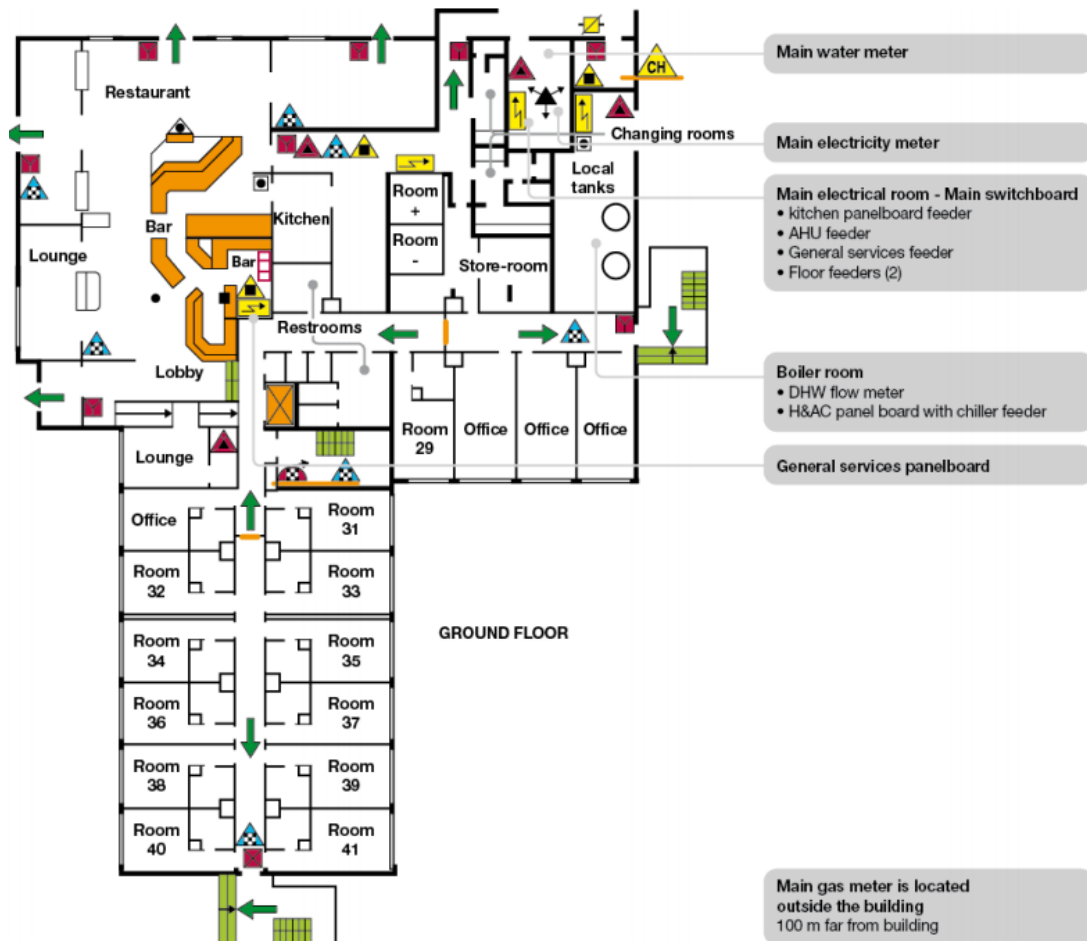 Main water meter
CH
Restaurant
Changing rooms
Main electricity meter
Local
tanks
Main electrical room - Main switchboard
• kitchen panelboard feeder
• AHU feeder
• General services feeder
• Floor feeders (2)
Room
+
Room
-
Kitchen
Bar
Lounge
Bar
Store-room
Restrooms
Lobby
Boiler room
• DHW flow meter
• H&AC panel board with chiller feeder
Room
29
Office
Office
Office
Lounge
General services panelboard
Office
Room
31
Room
32
Room
33
GROUND FLOOR
Room
34
Room
35
Room
36
Room
37
Room
38
Room
39
Room
40
Room
41
Main gas meter is located
outside the building
100 m far from building